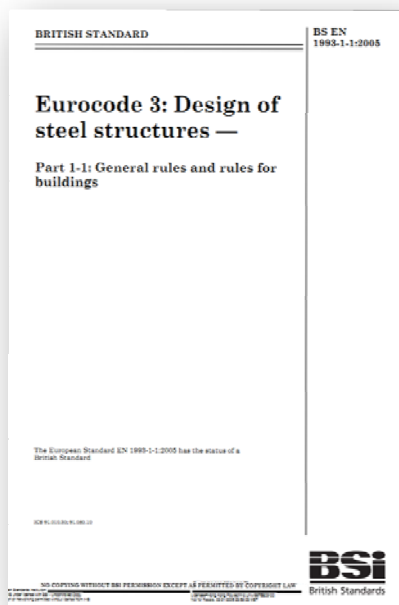 BRITISH STANDARD
BS EN
1993-1-1:2005
Eurocode 3: Design of
steel structures —
Part 1-1: General rules and rules for
buildings
The European Standard EN 1993-1-1:2005 has the status of a
British Standard
NO COPYING WITHOUT BSI PERMISSION EXCEPT AS PERMITTED BY COPYRIGHT LAW
BSi
British Standards